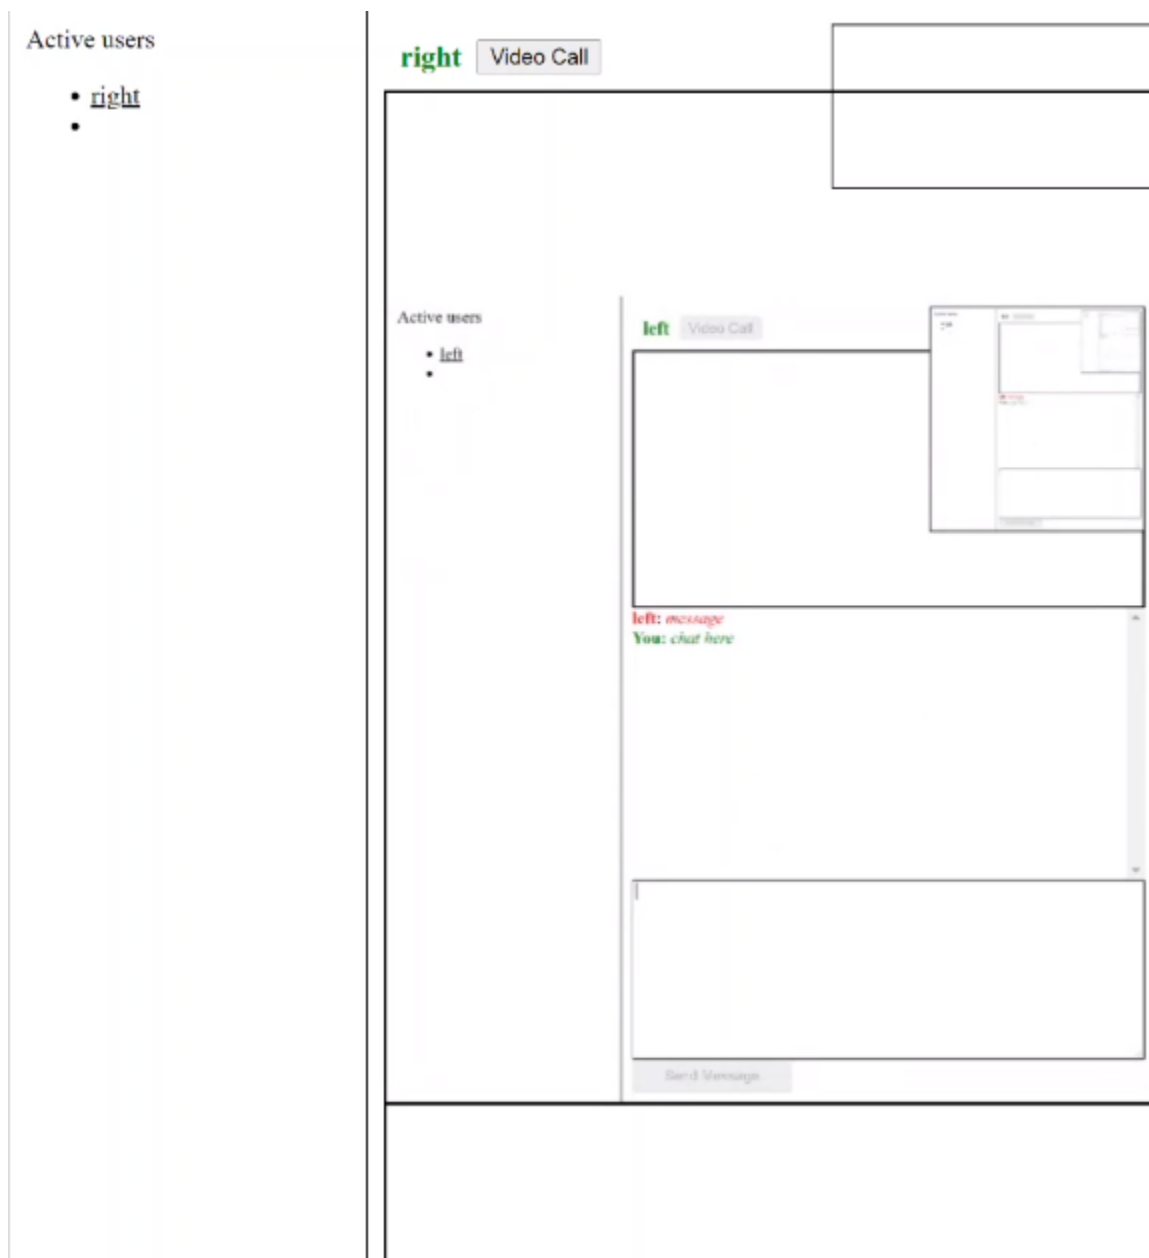 Active users
right
right Video Call
Active users
left
left Video Call
left: message
You: chat here
Send Message